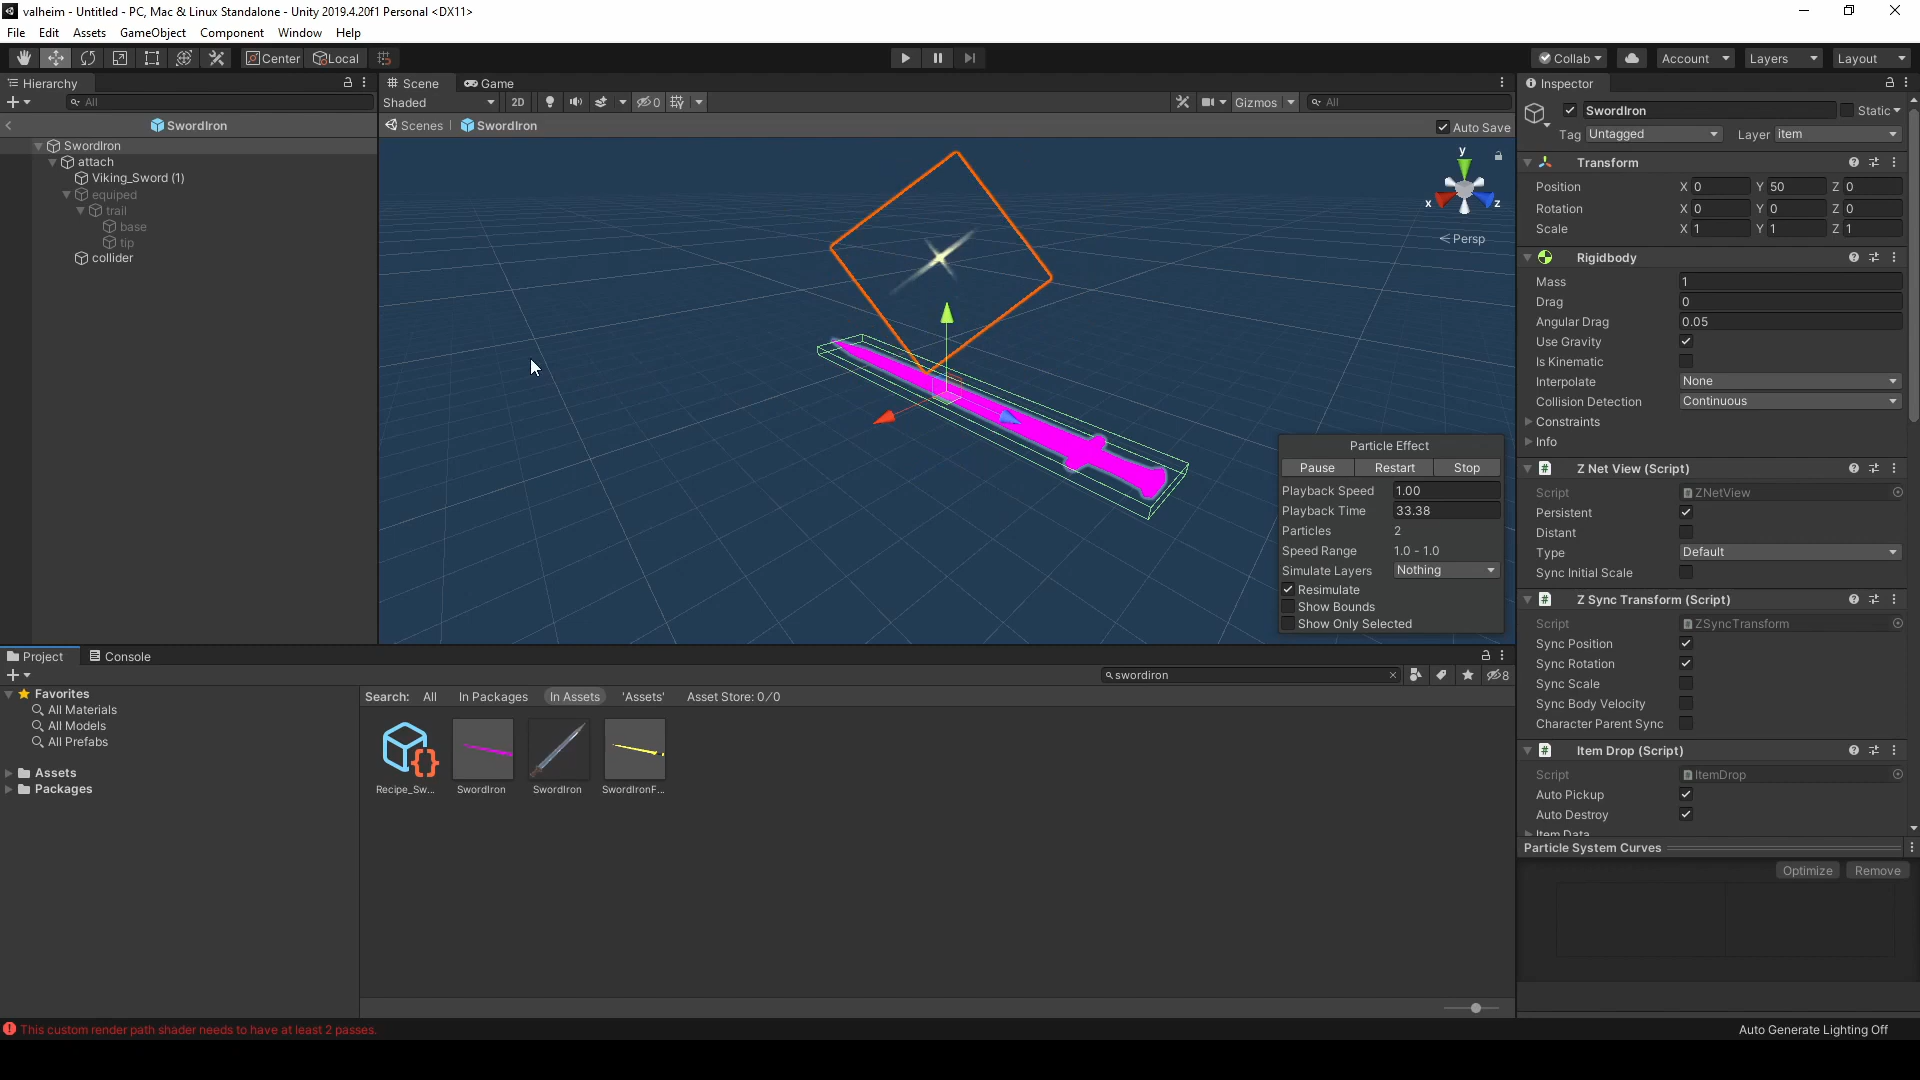 valheim - Untitled - PC, Mac & Linux Standalone - Unity 2019.4.20f1 Personal <DX11>
File Edit Assets GameObject Component Window Help
Center Local Collab Account Layers Layout
Hierarchy
All
SwordIron
SwordIron
attach
Viking_Sword (1)
equiped
trail
base
tip
collider
Scene Game
Shaded 2D 0 Gizmos All
Scenes SwordIron Auto Save
y
x z
Persp
Particle Effect
Pause Restart Stop
Playback Speed 1.00
Playback Time 33.38
Particles 2
Speed Range 1.0 - 1.0
Simulate Layers Nothing
Resimulate
Show Bounds
Show Only Selected
Inspector
SwordIron Static
Tag Untagged Layer item
Transform
Position X 0 Y 50 Z 0
Rotation X 0 Y 0 Z 0
Scale X 1 Y 1 Z 1
Rigidbody
Mass 1
Drag 0
Angular Drag 0.05
Use Gravity
Is Kinematic
Interpolate None
Collision Detection Continuous
Constraints
Info
Z Net View (Script)
Script ZNetView
Persistent
Distant
Type Default
Sync Initial Scale
Z Sync Transform (Script)
Script ZSyncTransform
Sync Position
Sync Rotation
Sync Scale
Sync Body Velocity
Character Parent Sync
Item Drop (Script)
Script ItemDrop
Auto Pickup
Auto Destroy
Item Data
Particle System Curves
Optimize Remove
Project Console
swordiron 8
Favorites
All Materials
All Models
All Prefabs
Assets
Packages
Search: All In Packages In Assets 'Assets' Asset Store: 0/0
Recipe_Sw... SwordIron SwordIron SwordIronF...
This custom render path shader needs to have at least 2 passes.
Auto Generate Lighting Off